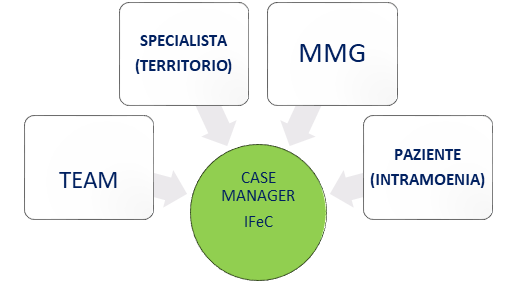 SPECIALISTA
(TERRITORIO)
MMG
TEAM
PAZIENTE
(INTRAMOENIA)
CASE
MANAGER
IFeC